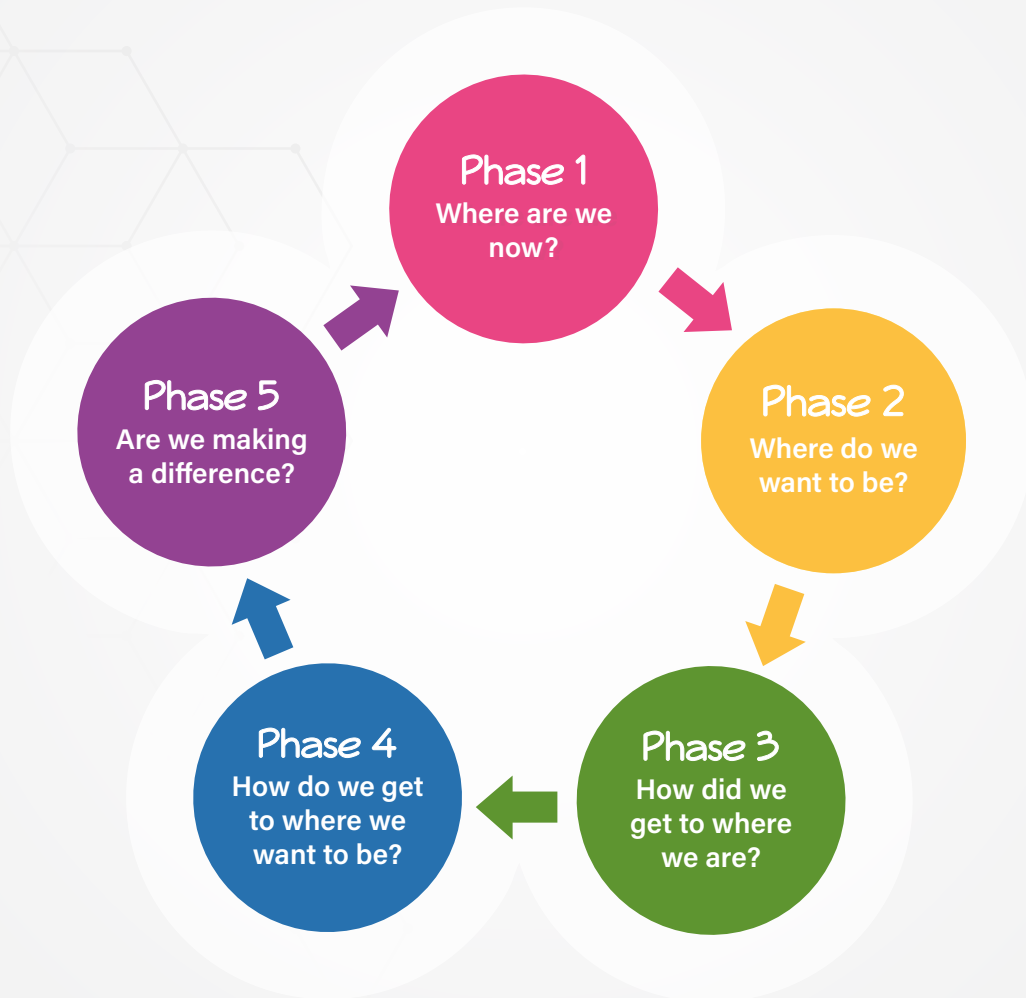 Phase 1
Where are we
now?
Phase 2
Where do we
want to be?
Phase 3
How did we
get to where
we are?
Phase 4
How do we get
to where we
want to be?
Phase 5
Are we making
a difference?